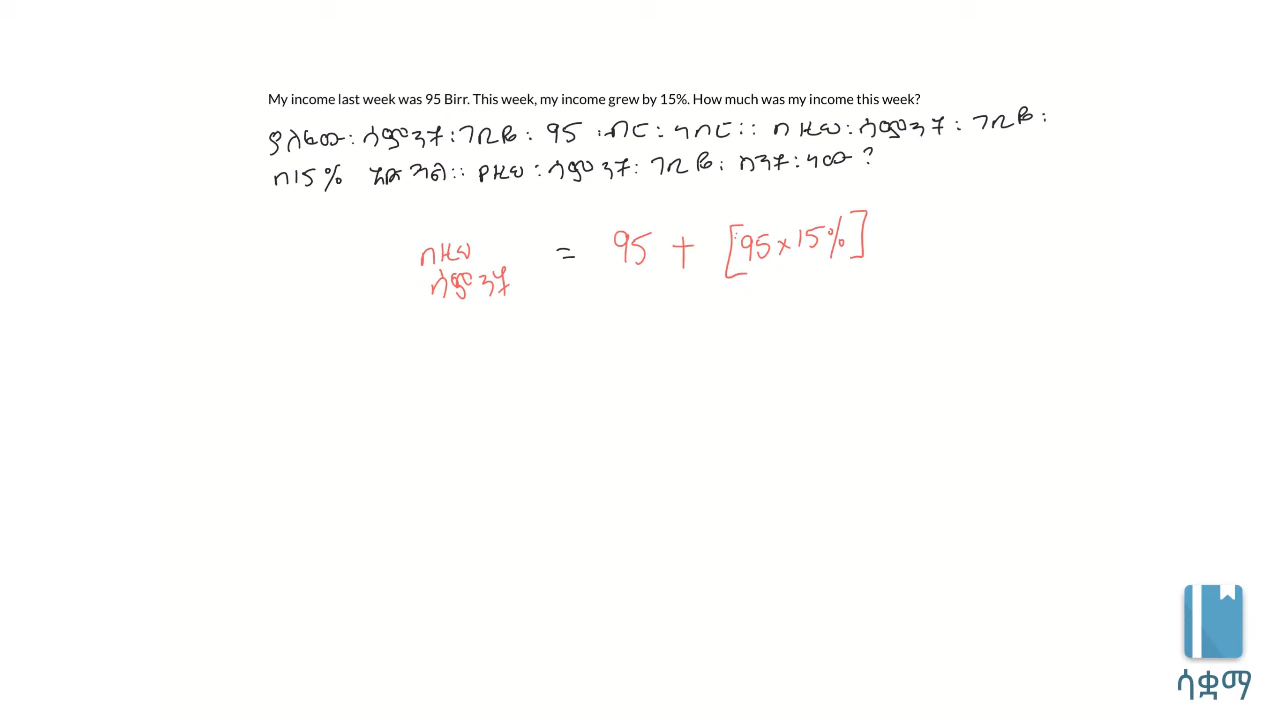 My income last week was 95 Birr. This week, my income grew by 15%. How much was my income this week?
ያለፈው፡ ሳምንት፡ ገቢዬ፡ 95 ፡ብር፡ ነበር፡፡ በዚህ፡ ሳምንት፡ ገቢዬ፡
በ15% አድጓል፡፡ የዚህ፡ ሳምንት፡ ገቢዬ፡ ስንት፡ ነው?
በዚህ
ሳምንት = 95 + [95 x 15%]
ሳቋማ